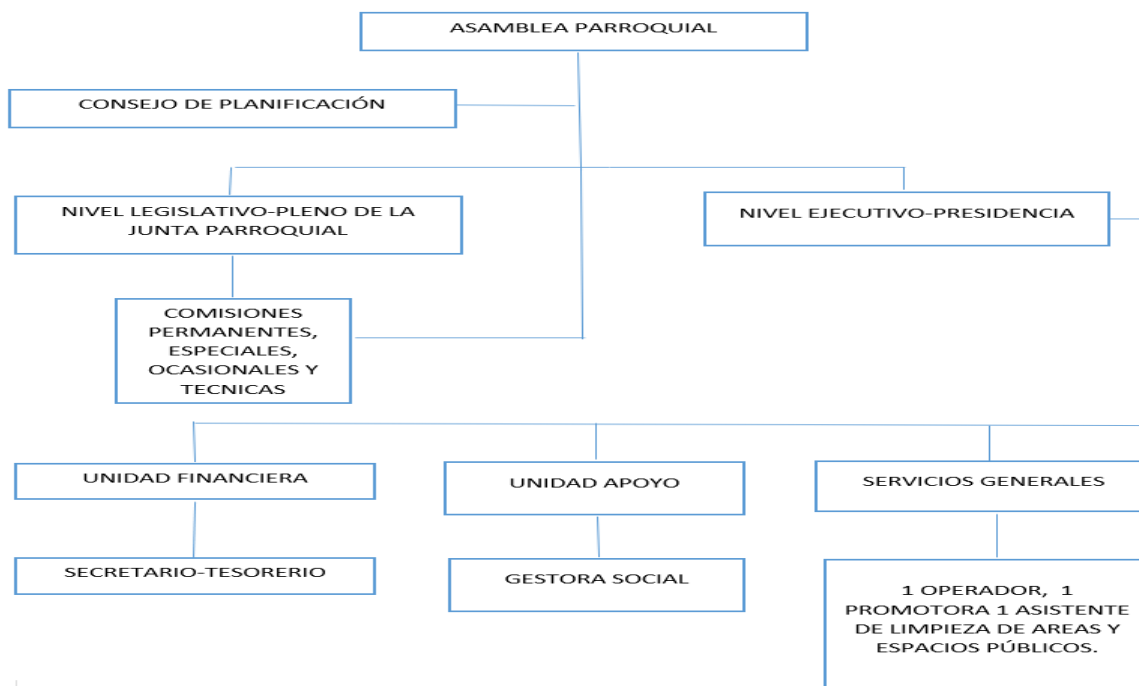 ASAMBLEA PARROQUIAL
CONSEJO DE PLANIFICACIÓN
NIVEL LEGISLATIVO-PLENO DE LA
JUNTA PARROQUIAL
NIVEL EJECUTIVO-PRESIDENCIA
COMISIONES
PERMANENTES,
ESPECIALES,
OCASIONALES Y
TECNICAS
UNIDAD FINANCIERA
UNIDAD APOYO
SERVICIOS GENERALES
SECRETARIO-TESORERIO
GESTORA SOCIAL
1 OPERADOR, 1
PROMOTORA 1 ASISTENTE
DE LIMPIEZA DE AREAS Y
ESPACIOS PÚBLICOS.